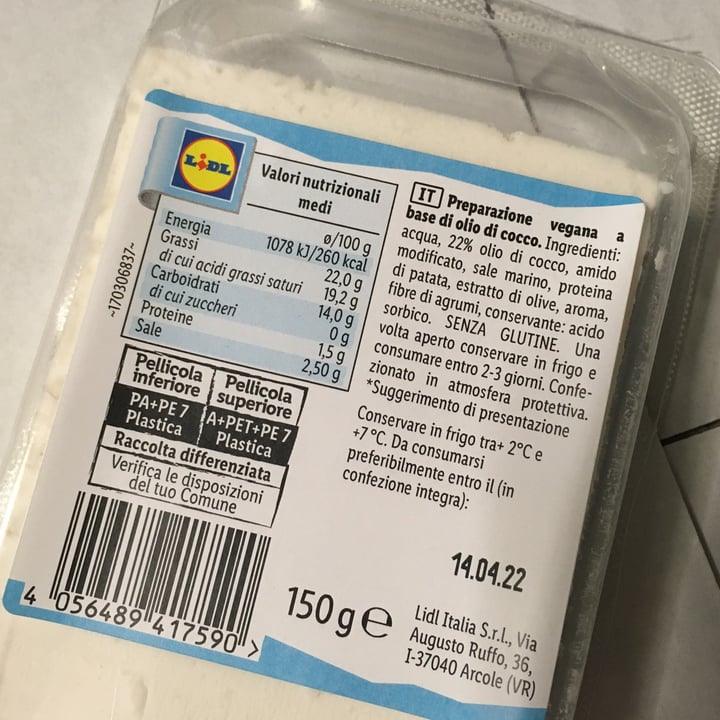 LIDL
Valori nutrizionali
medi
ø/100 g
Energia 1078 kJ/260 kcal
Grassi 22,0 g
di cui acidi grassi saturi 19,2 g
Carboidrati 14,0 g
di cui zuccheri 0 g
Proteine 1,5 g
Sale 2,50 g
~170306837~
Pellicola
inferiore
PA+PE 7
Plastica
Pellicola
superiore
A+PET+PE 7
Plastica
Raccolta differenziata
Verifica le disposizioni
del tuo Comune
4 056489 417590 >
IT Preparazione vegana a
base di olio di cocco. Ingredienti:
acqua, 22% olio di cocco, amido
modificato, sale marino, proteina
di patata, estratto di olive, aroma,
fibre di agrumi, conservante: acido
sorbico. SENZA GLUTINE. Una
volta aperto conservare in frigo e
consumare entro 2-3 giorni. Confe-
zionato in atmosfera protettiva.
*Suggerimento di presentazione
Conservare in frigo tra+ 2°C e
+7 °C. Da consumarsi
preferibilmente entro il (in
confezione integra):
14.04.22
150 g e
Lidl Italia S.r.l., Via
Augusto Ruffo, 36,
I-37040 Arcole (VR)